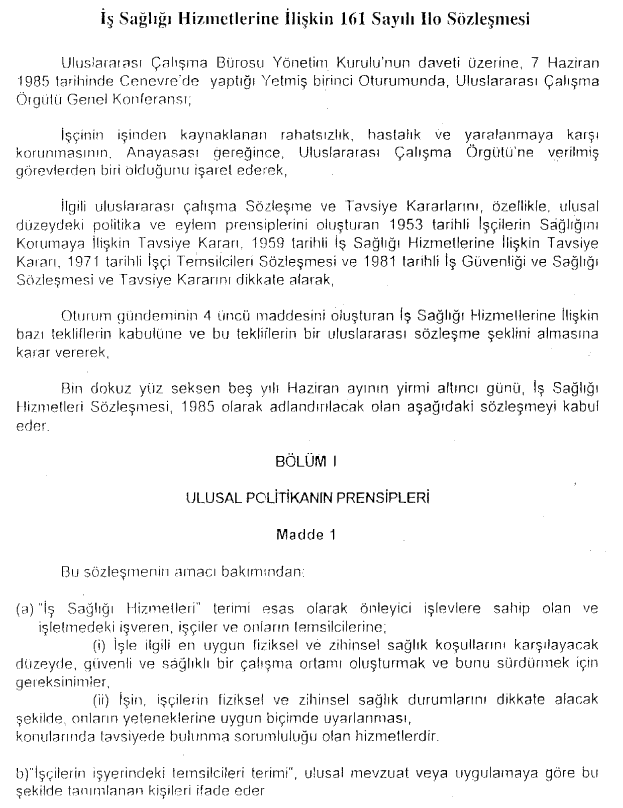 İş Sağlığı Hizmetlerine İlişkin 161 Sayılı Ilo Sözleşmesi
Uluslararası Çalışma Bürosu Yönetim Kurulu'nun daveti üzerine, 7 Haziran
1985 tarihinde Cenevre'de yaptığı Yetmiş birinci Oturumunda, Uluslararası Çalışma
Örgütü Genel Konferansı;
İşçinin işinden kaynaklanan rahatsızlık, hastalık ve yaralanmaya karşı
korunmasının, Anayasası gereğince, Uluslararası Çalışma Örgütü'ne verilmiş
görevlerden biri olduğunu işaret ederek,
İlgili uluslararası çalışma Sözleşme ve Tavsiye Kararlarını, özellikle, ulusal
düzeydeki politika ve eylem prensiplerini oluşturan 1953 tarihli İşçilerin Sağlığını
Korumaya İlişkin Tavsiye Kararı, 1959 tarihli İş Sağlığı Hizmetlerine İlişkin Tavsiye
Kararı, 1971 tarihli İşçi Temsilcileri Sözleşmesi ve 1981 tarihli İş Güvenliği ve Sağlığı
Sözleşmesi ve Tavsiye Kararını dikkate alarak,
Oturum gündeminin 4 üncü maddesini oluşturan İş Sağlığı Hizmetlerine İlişkin
bazı tekliflerin kabulüne ve bu tekliflerin bir uluslararası sözleşme şeklini almasına
karar vererek,
Bin dokuz yüz seksen beş yılı Haziran ayının yirmi altıncı günü, İş Sağlığı
Hizmetleri Sözleşmesi, 1985 olarak adlandırılacak olan aşağıdaki sözleşmeyi kabul
eder.
BÖLÜM I
ULUSAL POLİTİKANIN PRENSİPLERİ
Madde 1
Bu sözleşmenin amacı bakımından:
(a) "İş Sağlığı Hizmetleri" terimi esas olarak önleyici işlevlere sahip olan ve
işletmedeki işveren, işçiler ve onların temsilcilerine;
(i) İşle ilgili en uygun fiziksel ve zihinsel sağlık koşullarını karşılayacak
düzeyde, güvenli ve sağlıklı bir çalışma ortamı oluşturmak ve bunu sürdürmek için
gereksinimler,
(ii) İşin, işçilerin fiziksel ve zihinsel sağlık durumlarını dikkate alacak
şekilde, onların yeteneklerine uygun biçimde uyarlanması,
konularında tavsiyede bulunma sorumluluğu olan hizmetlerdir.
b)"İşçilerin işyerindeki temsilcileri terimi", ulusal mevzuat veya uygulamaya göre bu
şekilde tanımlanan kişileri ifade eder